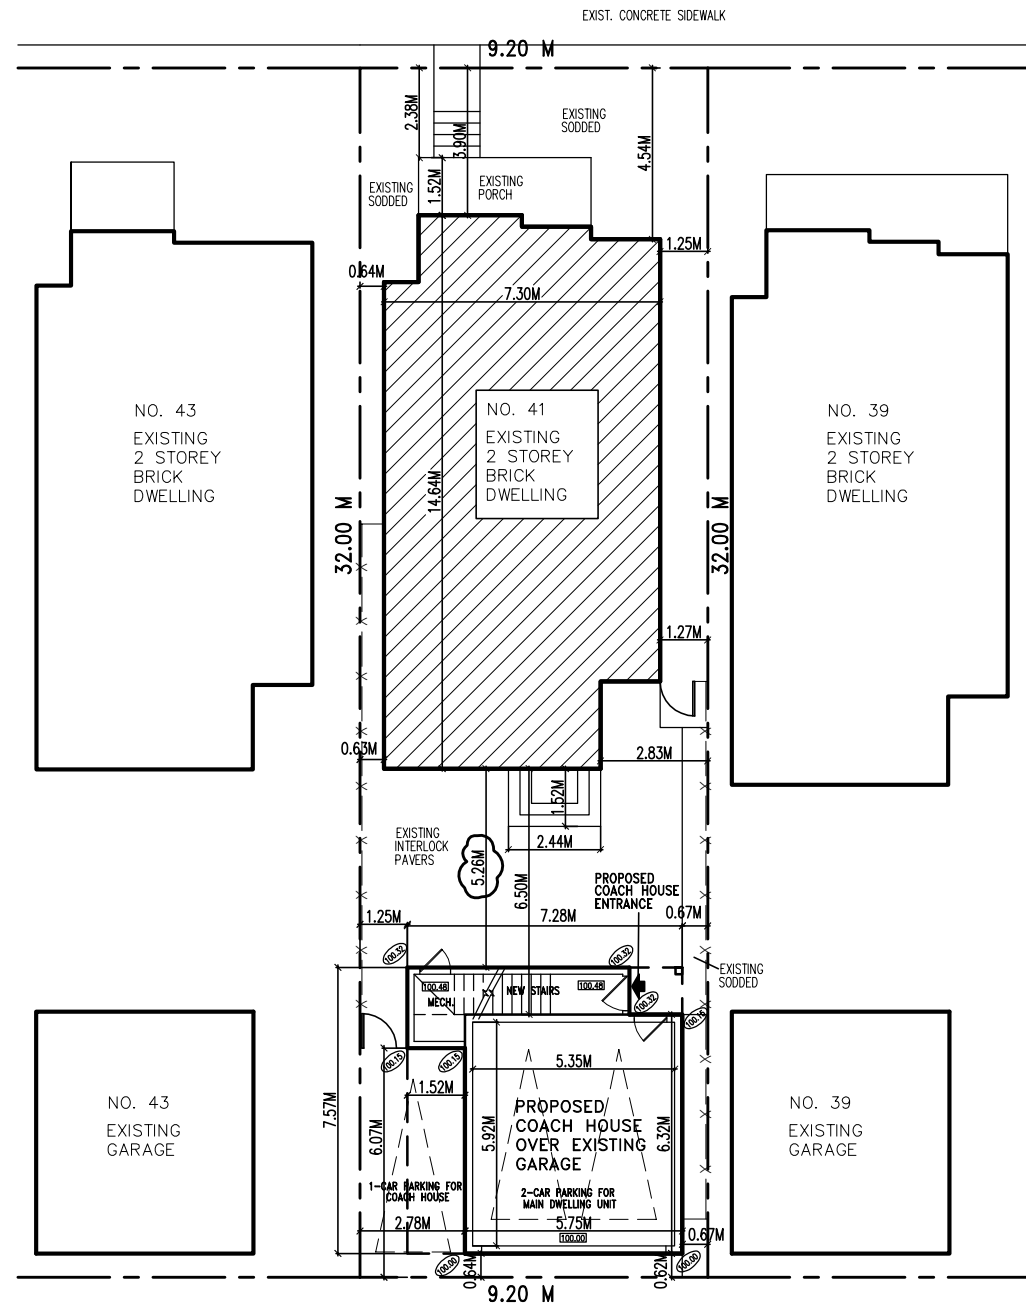 EXIST. CONCRETE SIDEWALK
9.20 M
2.38M
3.90M
EXISTING
SODDED
4.54M
EXISTING
SODDED
1.52M
EXISTING
PORCH
1.25M
0.64M
7.30M
NO. 43
EXISTING
2 STOREY
BRICK
DWELLING
NO. 41
EXISTING
2 STOREY
BRICK
DWELLING
NO. 39
EXISTING
2 STOREY
BRICK
DWELLING
14.64M
32.00 M
32.00 M
1.27M
0.63M
2.83M
1.52M
2.44M
EXISTING
INTERLOCK
PAVERS
5.26M
6.50M
PROPOSED
COACH HOUSE
ENTRANCE
1.25M
7.28M
0.67M
100.32
100.32
EXISTING
SODDED
100.48
MECH.
NEW STAIRS
100.48
100.32
100.15
100.15
100.15
5.35M
1.52M
7.57M
6.07M
5.92M
6.32M
NO. 43
EXISTING
GARAGE
PROPOSED
COACH HOUSE
OVER EXISTING
GARAGE
NO. 39
EXISTING
GARAGE
1-CAR PARKING FOR
COACH HOUSE
2-CAR PARKING FOR
MAIN DWELLING UNIT
2.78M
5.75M
0.67M
100.00
100.00
0.64M
0.62M
100.00
9.20 M